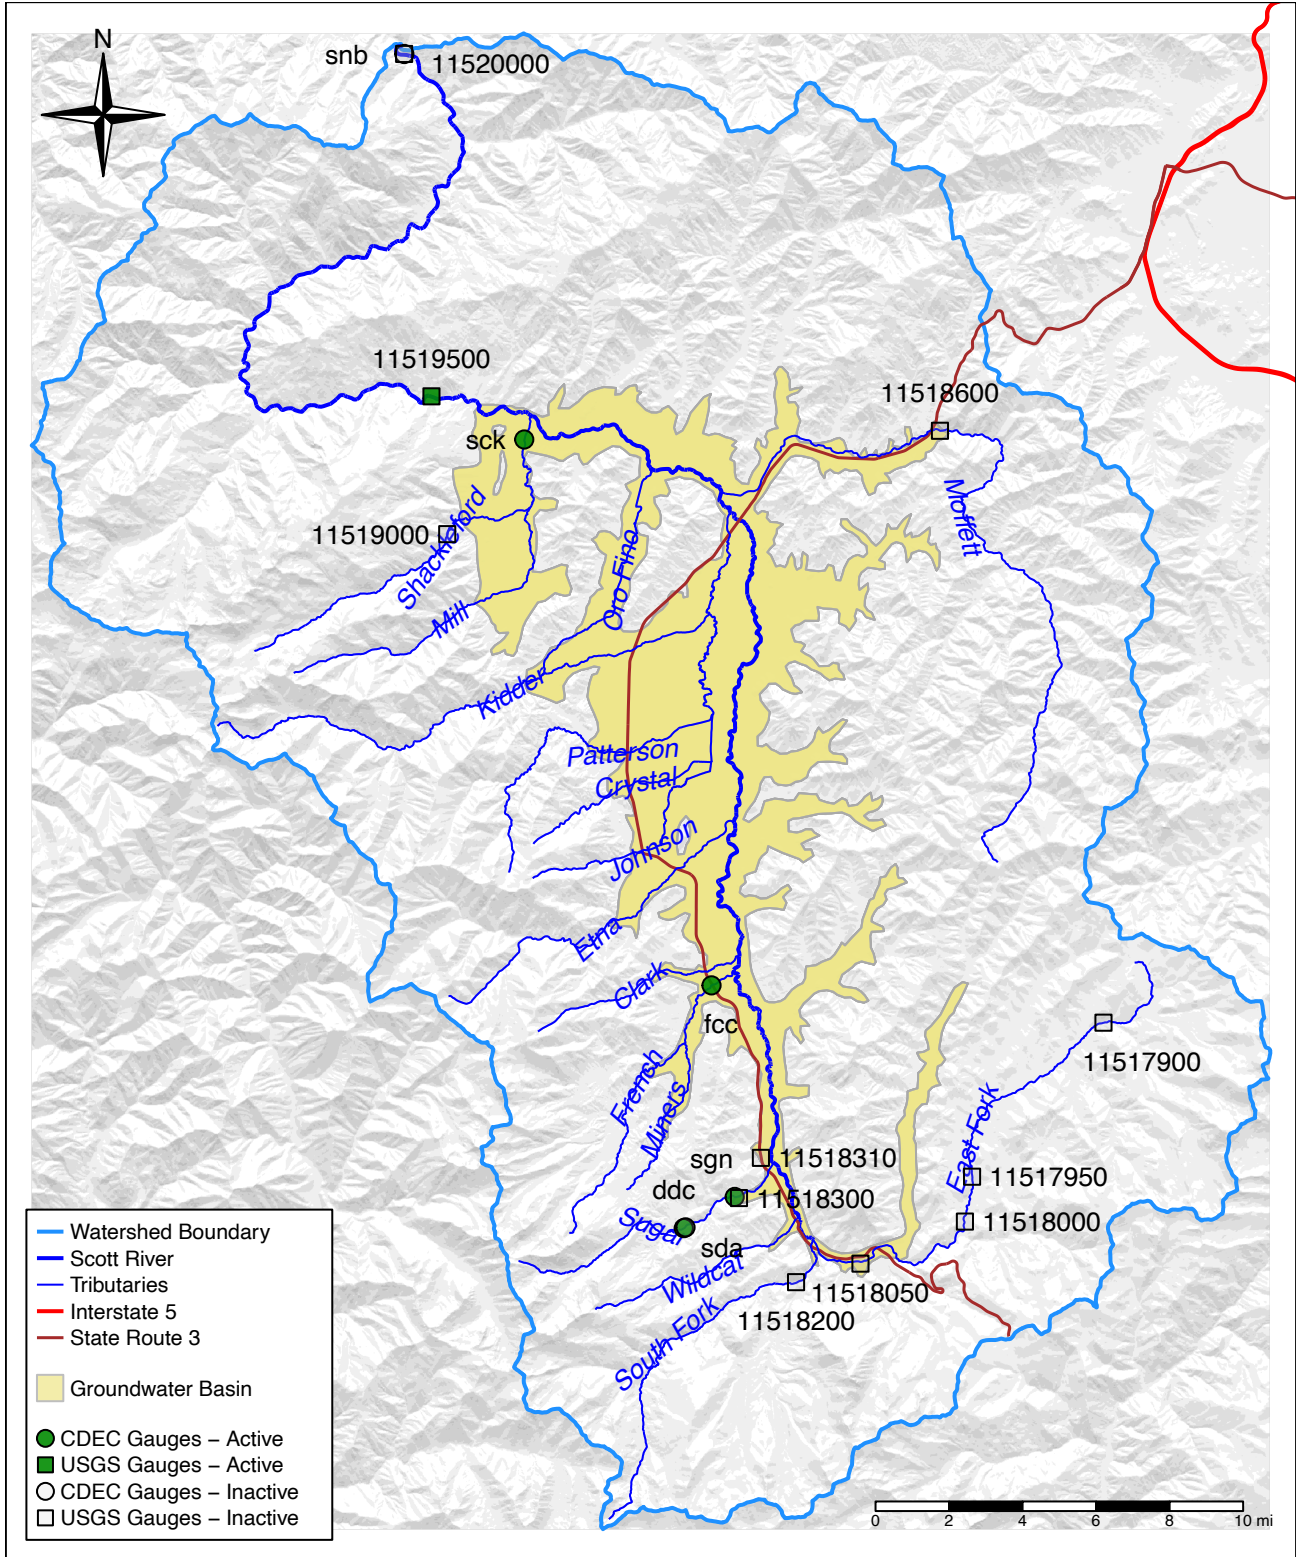 N
snb
11520000
11519500
11518600
sck
Moffett
11519000
Shackleford
Oro Fino
Mill
Kidder
Patterson
Crystal
Johnson
Etna
Clark
fcc
11517900
French
Miners
East Fork
sgn
11518310
11517950
ddc
11518300
Sugar
11518000
sda
Wildcat
11518050
11518200
South Fork
Watershed Boundary
Scott River
Tributaries
Interstate 5
State Route 3
Groundwater Basin
CDEC Gauges – Active
USGS Gauges – Active
CDEC Gauges – Inactive
USGS Gauges – Inactive
0 2 4 6 8 10 mi